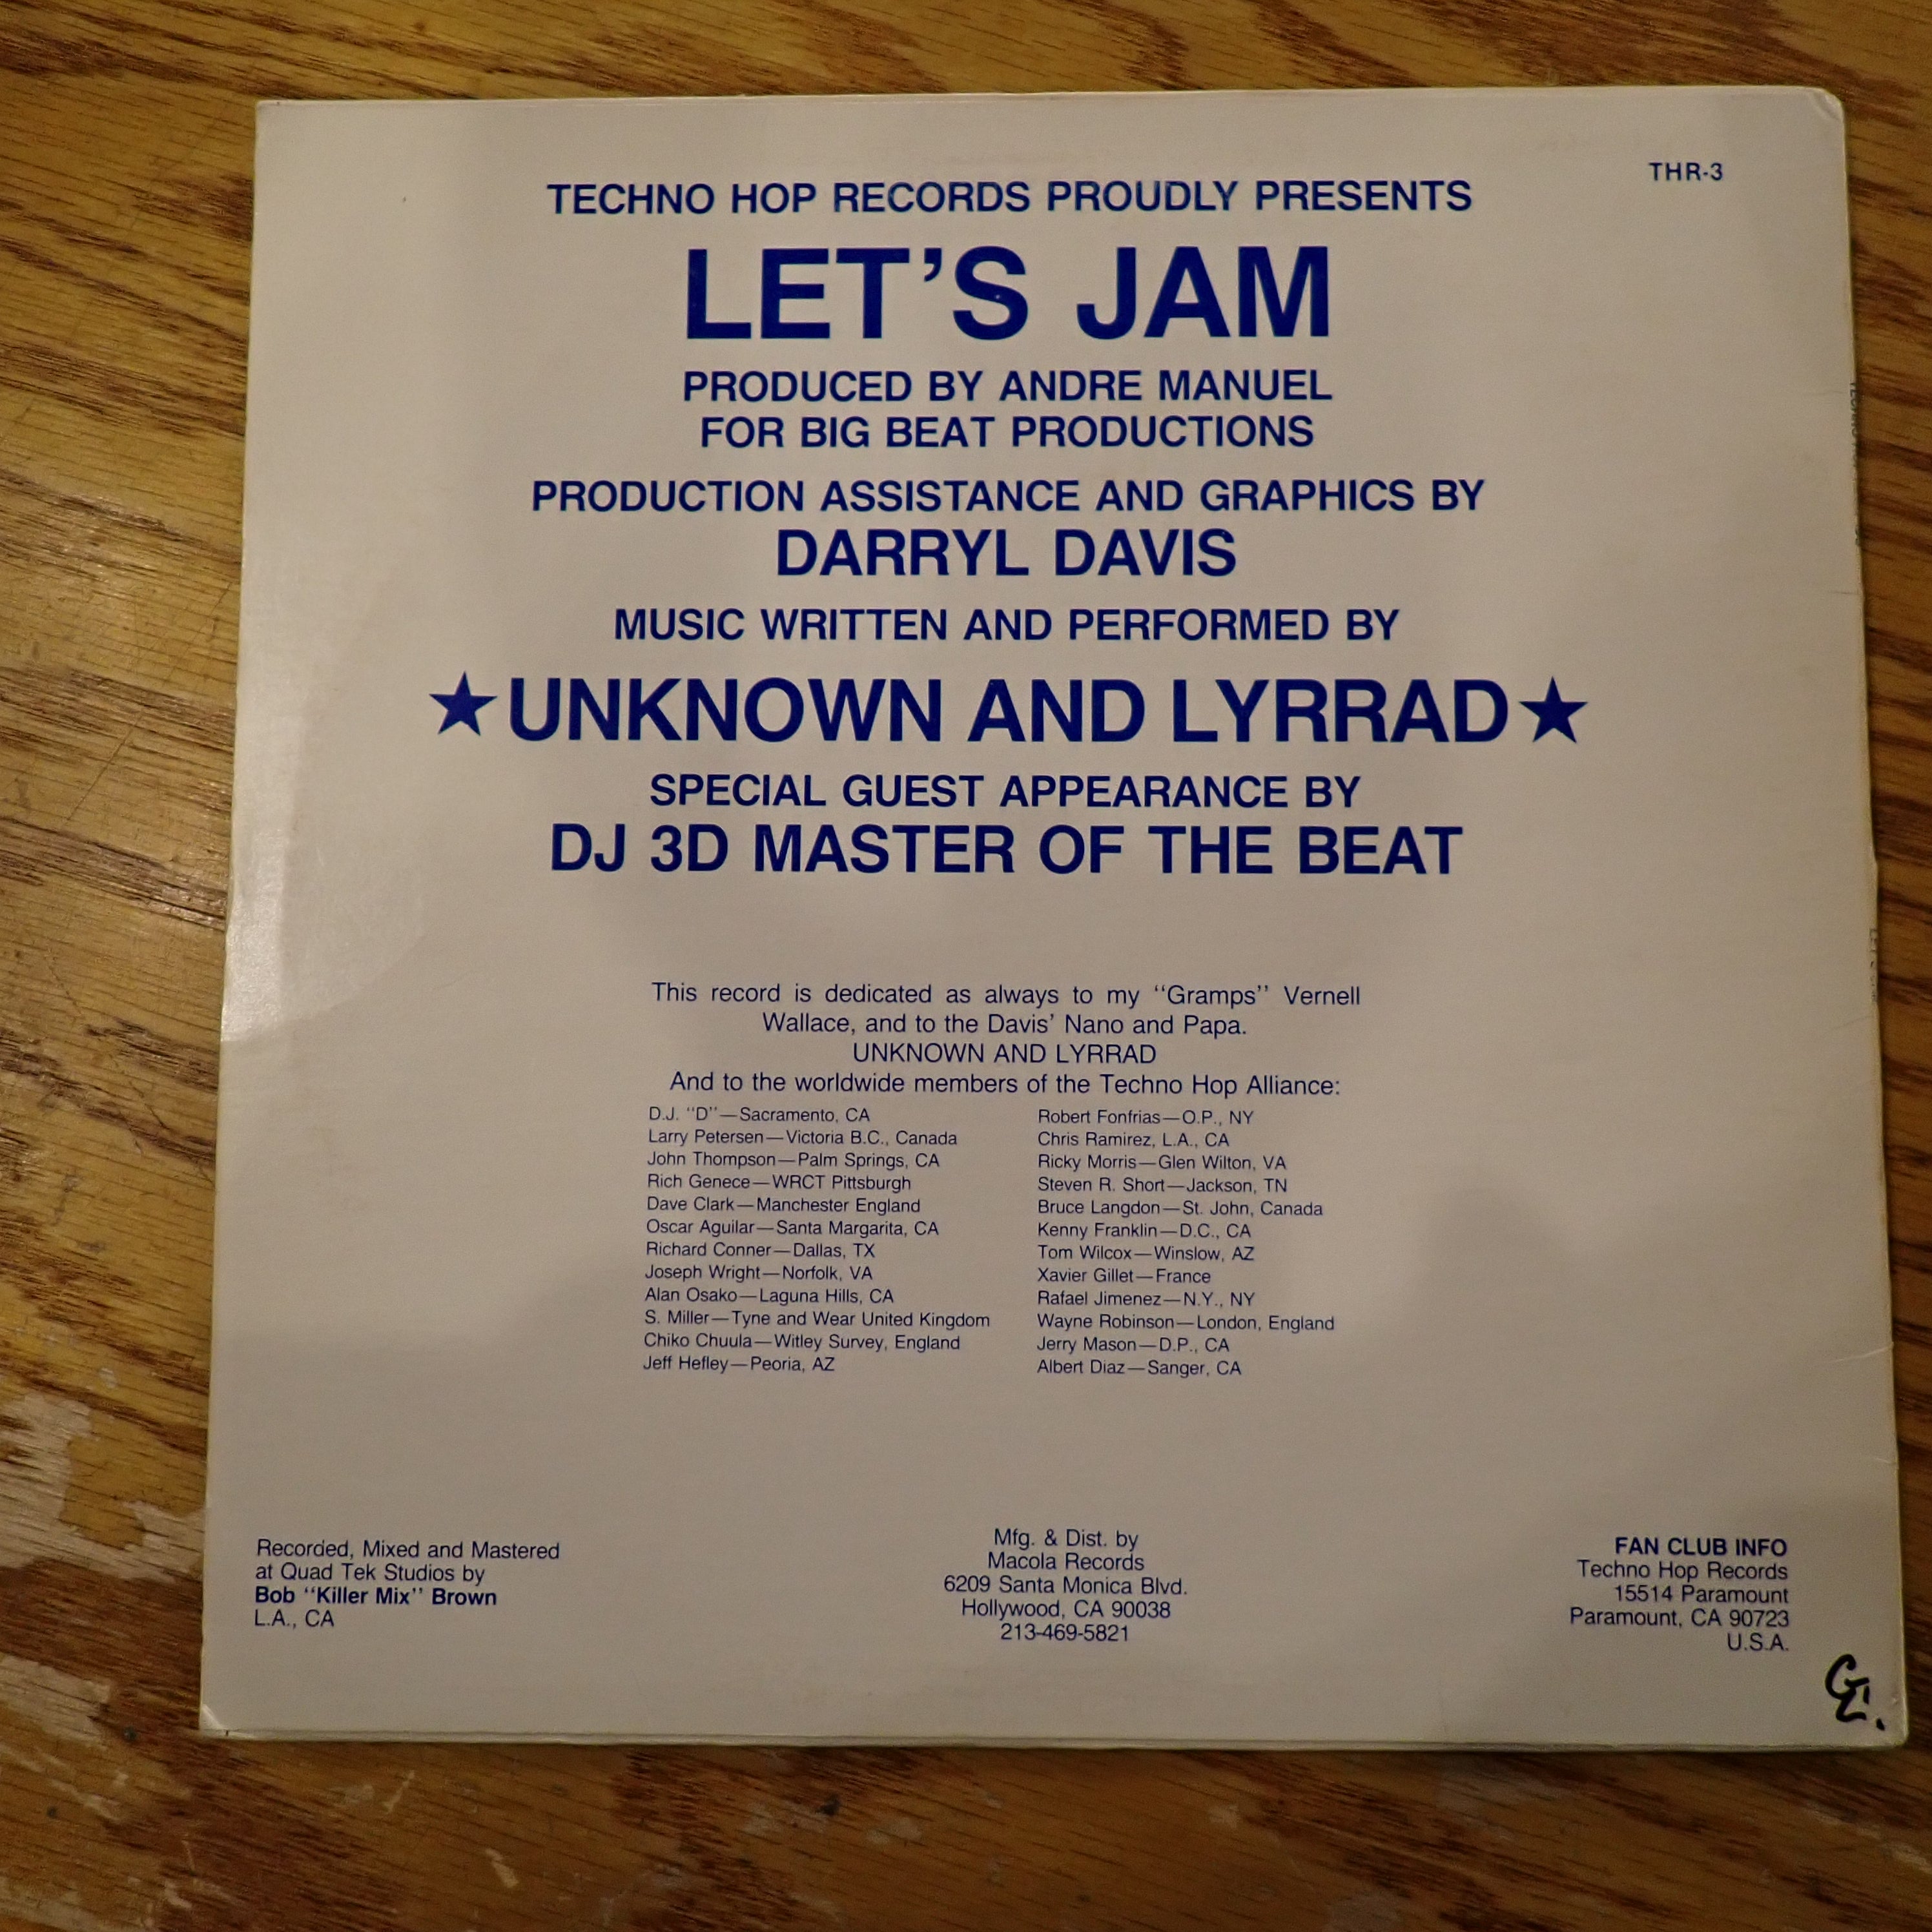 THR-3
TECHNO HOP RECORDS PROUDLY PRESENTS
LET'S JAM
PRODUCED BY ANDRE MANUEL
FOR BIG BEAT PRODUCTIONS
PRODUCTION ASSISTANCE AND GRAPHICS BY
DARRYL DAVIS
MUSIC WRITTEN AND PERFORMED BY
★UNKNOWN AND LYRRAD★
SPECIAL GUEST APPEARANCE BY
DJ 3D MASTER OF THE BEAT
This record is dedicated as always to my "Gramps" Vernell
Wallace, and to the Davis' Nano and Papa.
UNKNOWN AND LYRRAD
And to the worldwide members of the Techno Hop Alliance:
D.J. "D"—Sacramento, CA
Larry Petersen—Victoria B.C., Canada
John Thompson—Palm Springs, CA
Rich Genece—WRCT Pittsburgh
Dave Clark—Manchester England
Oscar Aguilar—Santa Margarita, CA
Richard Conner—Dallas, TX
Joseph Wright—Norfolk, VA
Alan Osako—Laguna Hills, CA
S. Miller—Tyne and Wear United Kingdom
Chiko Chuula—Witley Survey, England
Jeff Hefley—Peoria, AZ
Robert Fonfrias—O.P., NY
Chris Ramirez, L.A., CA
Ricky Morris—Glen Wilton, VA
Steven R. Short—Jackson, TN
Bruce Langdon—St. John, Canada
Kenny Franklin—D.C., CA
Tom Wilcox—Winslow, AZ
Xavier Gillet—France
Rafael Jimenez—N.Y., NY
Wayne Robinson—London, England
Jerry Mason—D.P., CA
Albert Diaz—Sanger, CA
Recorded, Mixed and Mastered
at Quad Tek Studios by
Bob "Killer Mix" Brown
L.A., CA
Mfg. & Dist. by
Macola Records
6209 Santa Monica Blvd.
Hollywood, CA 90038
213-469-5821
FAN CLUB INFO
Techno Hop Records
15514 Paramount
Paramount, CA 90723
U.S.A.